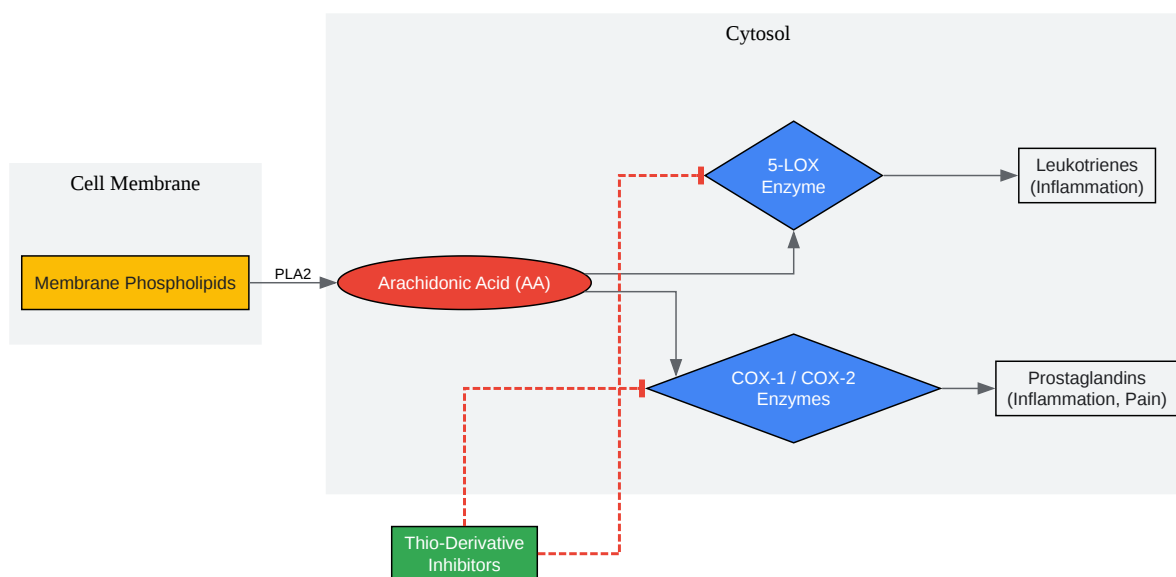 Cytosol
Cell Membrane
5-LOX
Enzyme
Leukotrienes
(Inflammation)
Membrane Phospholipids
PLA2
Arachidonic Acid (AA)
COX-1 / COX-2
Enzymes
Prostaglandins
(Inflammation, Pain)
Thio-Derivative
Inhibitors